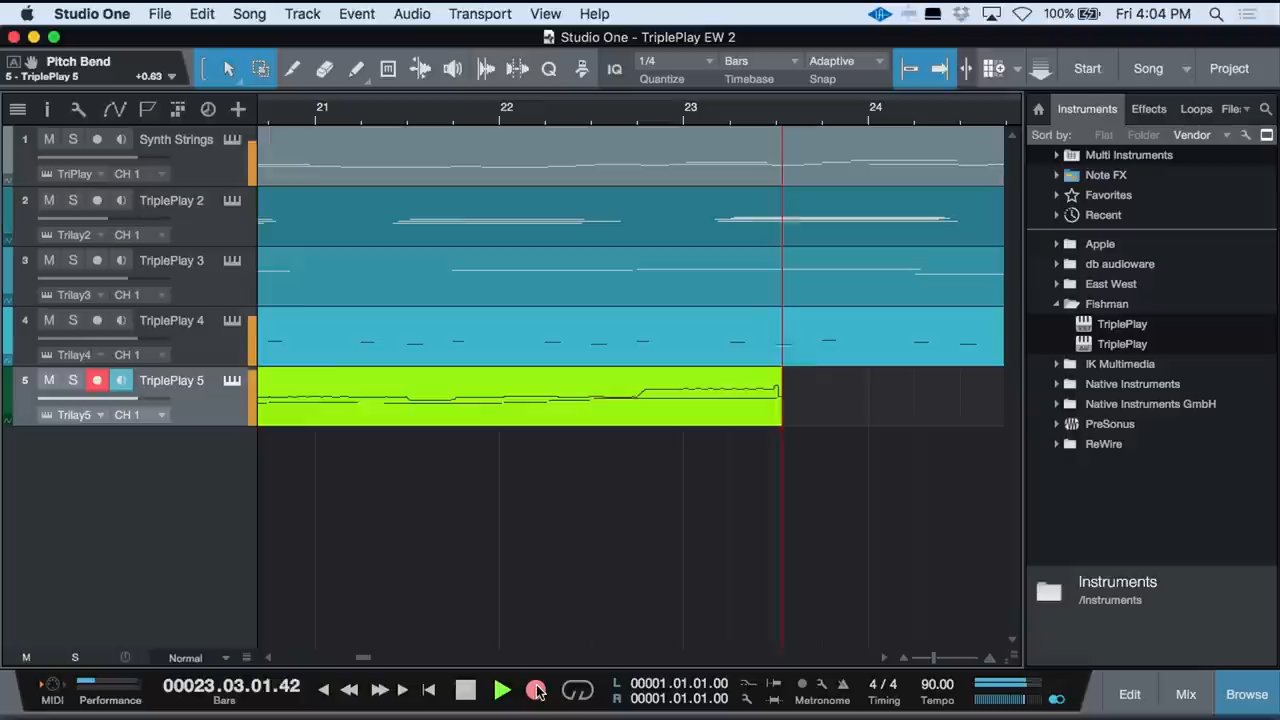 Studio One File Edit Song Track Event Audio Transport View Help 100% Fri 4:04 PM
Studio One - TriplePlay EW 2
Pitch Bend
5 - TriplePlay 5 +0.63
IQ
1/4 Bars Adaptive
Quantize Timebase Snap
Start Song Project
21 22 23 24
Instruments Effects Loops File:
Sort by: Flat Folder Vendor
1 M S Synth Strings
TriPlay CH 1
2 M S TriplePlay 2
Trilay2 CH 1
3 M S TriplePlay 3
Trilay3 CH 1
4 M S TriplePlay 4
Trilay4 CH 1
5 M S TriplePlay 5
Trilay5 CH 1
Multi Instruments
Note FX
Favorites
Recent
Apple
db audioware
East West
Fishman
TriplePlay
TriplePlay
IK Multimedia
Native Instruments
Native Instruments GmbH
PreSonus
ReWire
Instruments
/Instruments
M S Normal
MIDI Performance
00023.03.01.42
Bars
L 00001.01.01.00
R 00001.01.01.00
Metronome
4 / 4
Timing
90.00
Tempo
Edit Mix Browse